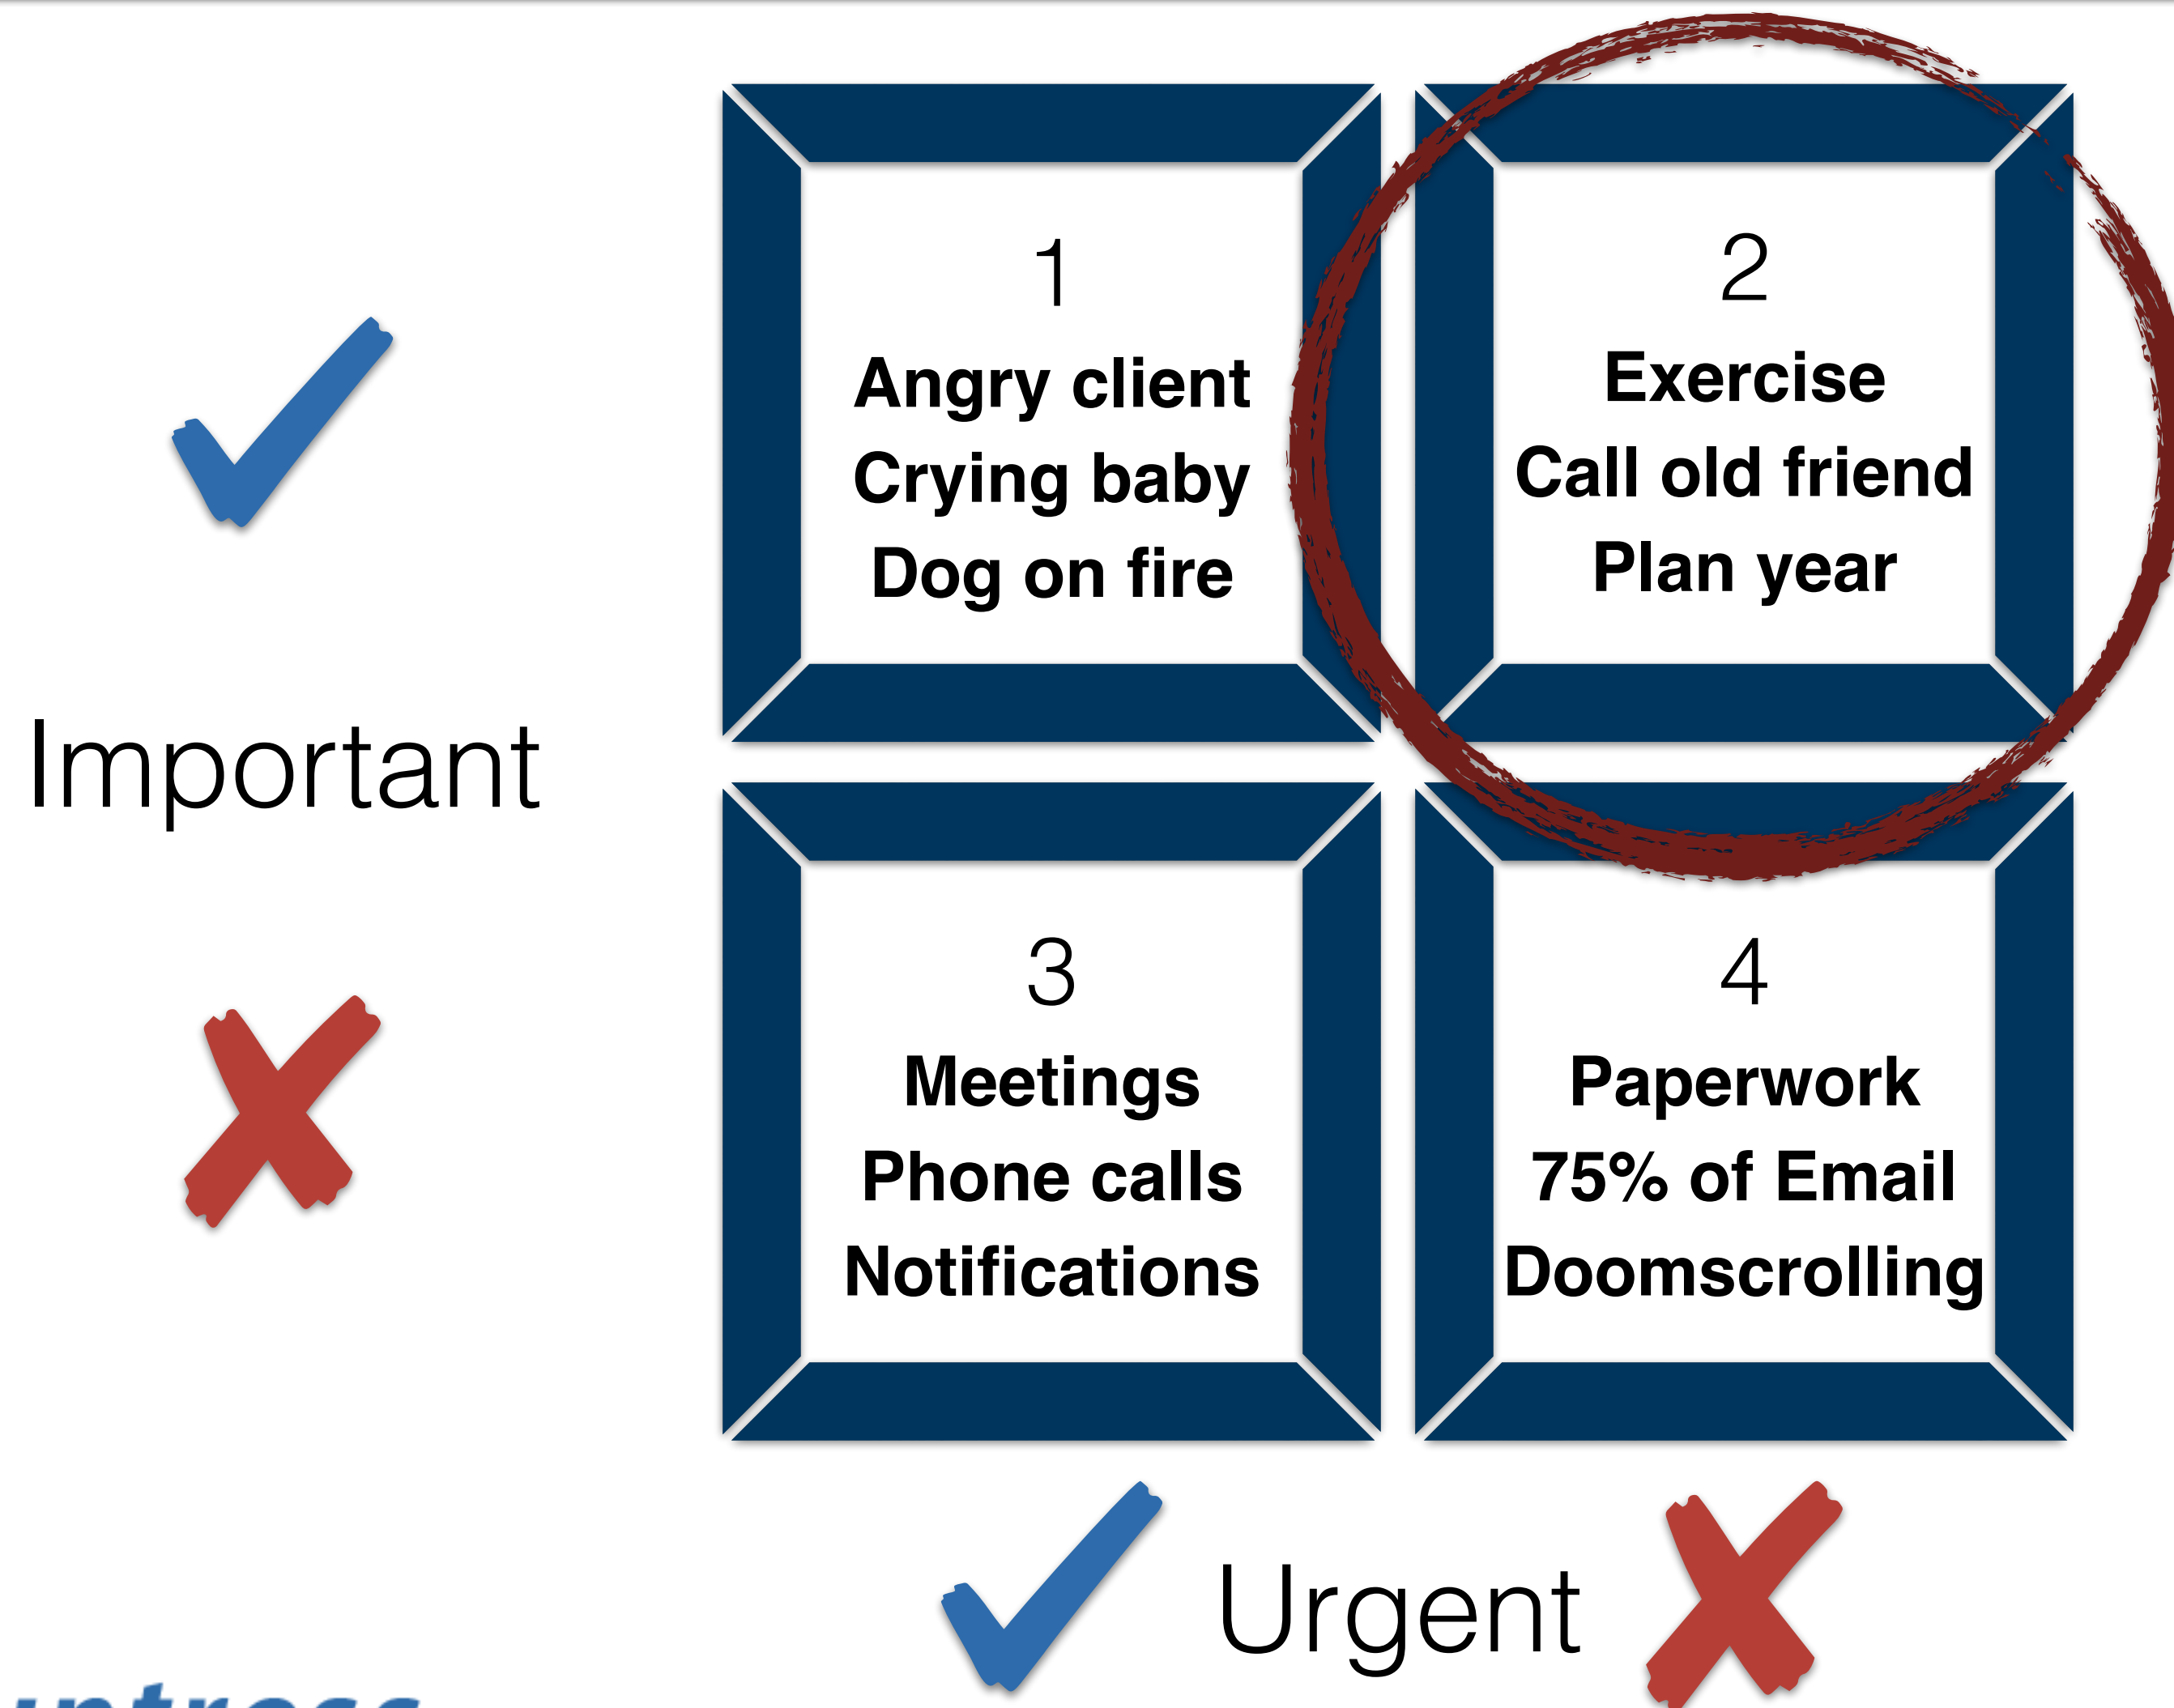 1
Angry client
Crying baby
Dog on fire
2
Exercise
Call old friend
Plan year
Important
3
Meetings
Phone calls
Notifications
4
Paperwork
75% of Email
Doomscrolling
Urgent